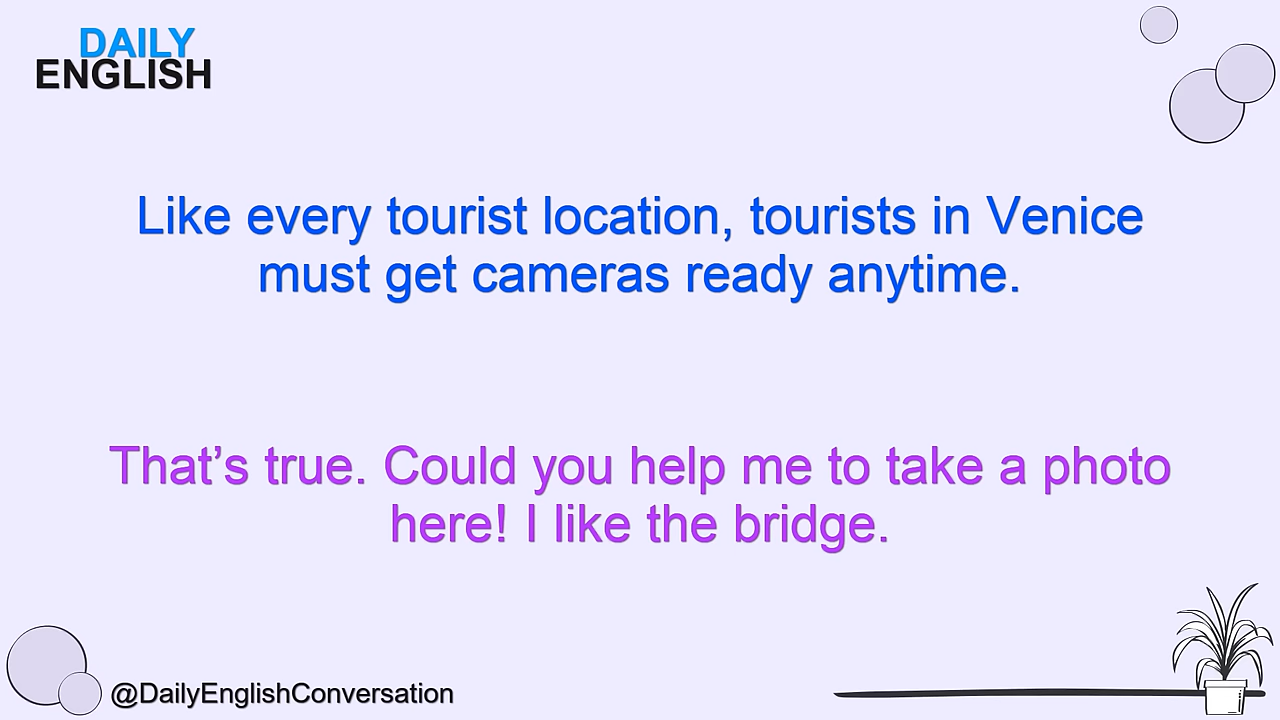 DAILY
ENGLISH
Like every tourist location, tourists in Venice
must get cameras ready anytime.
That’s true. Could you help me to take a photo
here! I like the bridge.
@DailyEnglishConversation